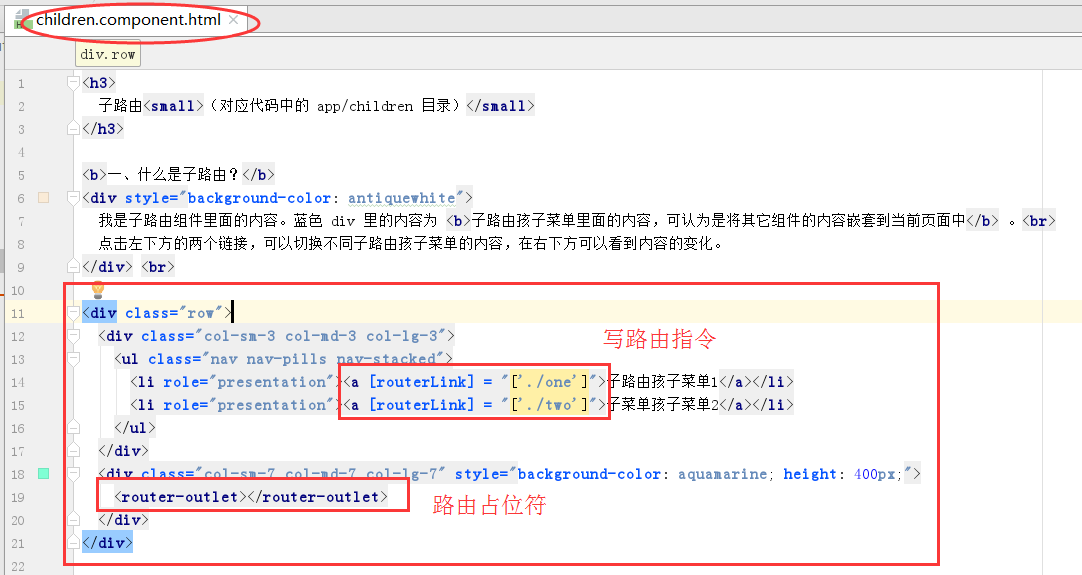 children.component.html
div.row
1 <h3>
2 子路由<small>（对应代码中的 app/children 目录）</small>
3 </h3>
4
5 <b>一、什么是子路由？</b>
6 <div style="background-color: antiquewhite">
7 我是子路由组件里面的内容。蓝色 div 里的内容为 <b>子路由孩子菜单里面的内容，可认为是将其它组件的内容嵌套到当前页面中</b> 。<br>
8 点击左下方的两个链接，可以切换不同子路由孩子菜单的内容，在右下方可以看到内容的变化。
9 </div> <br>
10
11 <div class="row">
12 <div class="col-sm-3 col-md-3 col-lg-3">
写路由指令
13 <ul class="nav nav-pills nav-stacked">
14 <li role="presentation"><a [routerLink] = "['./one']">子路由孩子菜单1</a></li>
15 <li role="presentation"><a [routerLink] = "['./two']">子菜单孩子菜单2</a></li>
16 </ul>
17 </div>
18 <div class="col-sm-7 col-md-7 col-lg-7" style="background-color: aquamarine; height: 400px;">
19 <router-outlet></router-outlet>
路由占位符
20 </div>
21 </div>
22